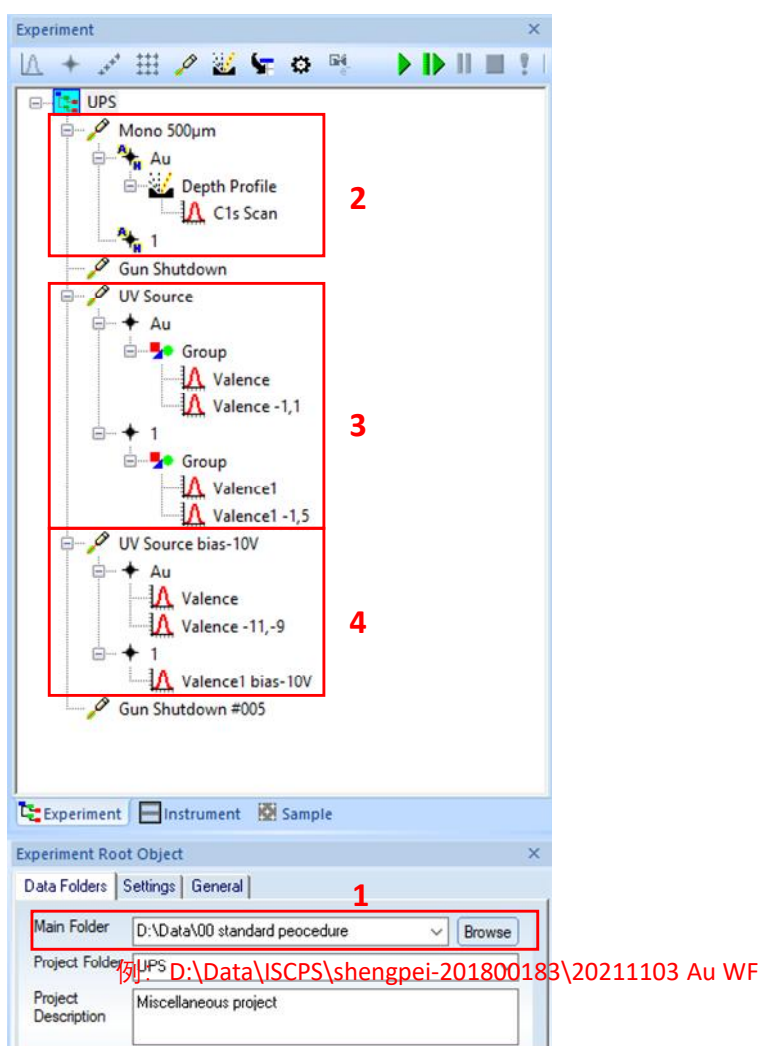 Experiment
UPS
Mono 500µm
Au
Depth Profile
2
C1s Scan
1
Gun Shutdown
UV Source
Au
Group
Valence
Valence -1,1
3
1
Group
Valence1
Valence1 -1,5
UV Source bias-10V
Au
Valence
Valence -11,-9
4
1
Valence1 bias-10V
Gun Shutdown #005
Experiment Instrument Sample
Experiment Root Object
Data Folders Settings General
1
Main Folder D:\Data\00 standard peocedure Browse
Project Folder UPS
例：D:\Data\ISCPS\shengpei-201800183\20211103 Au WF
Project Description Miscellaneous project